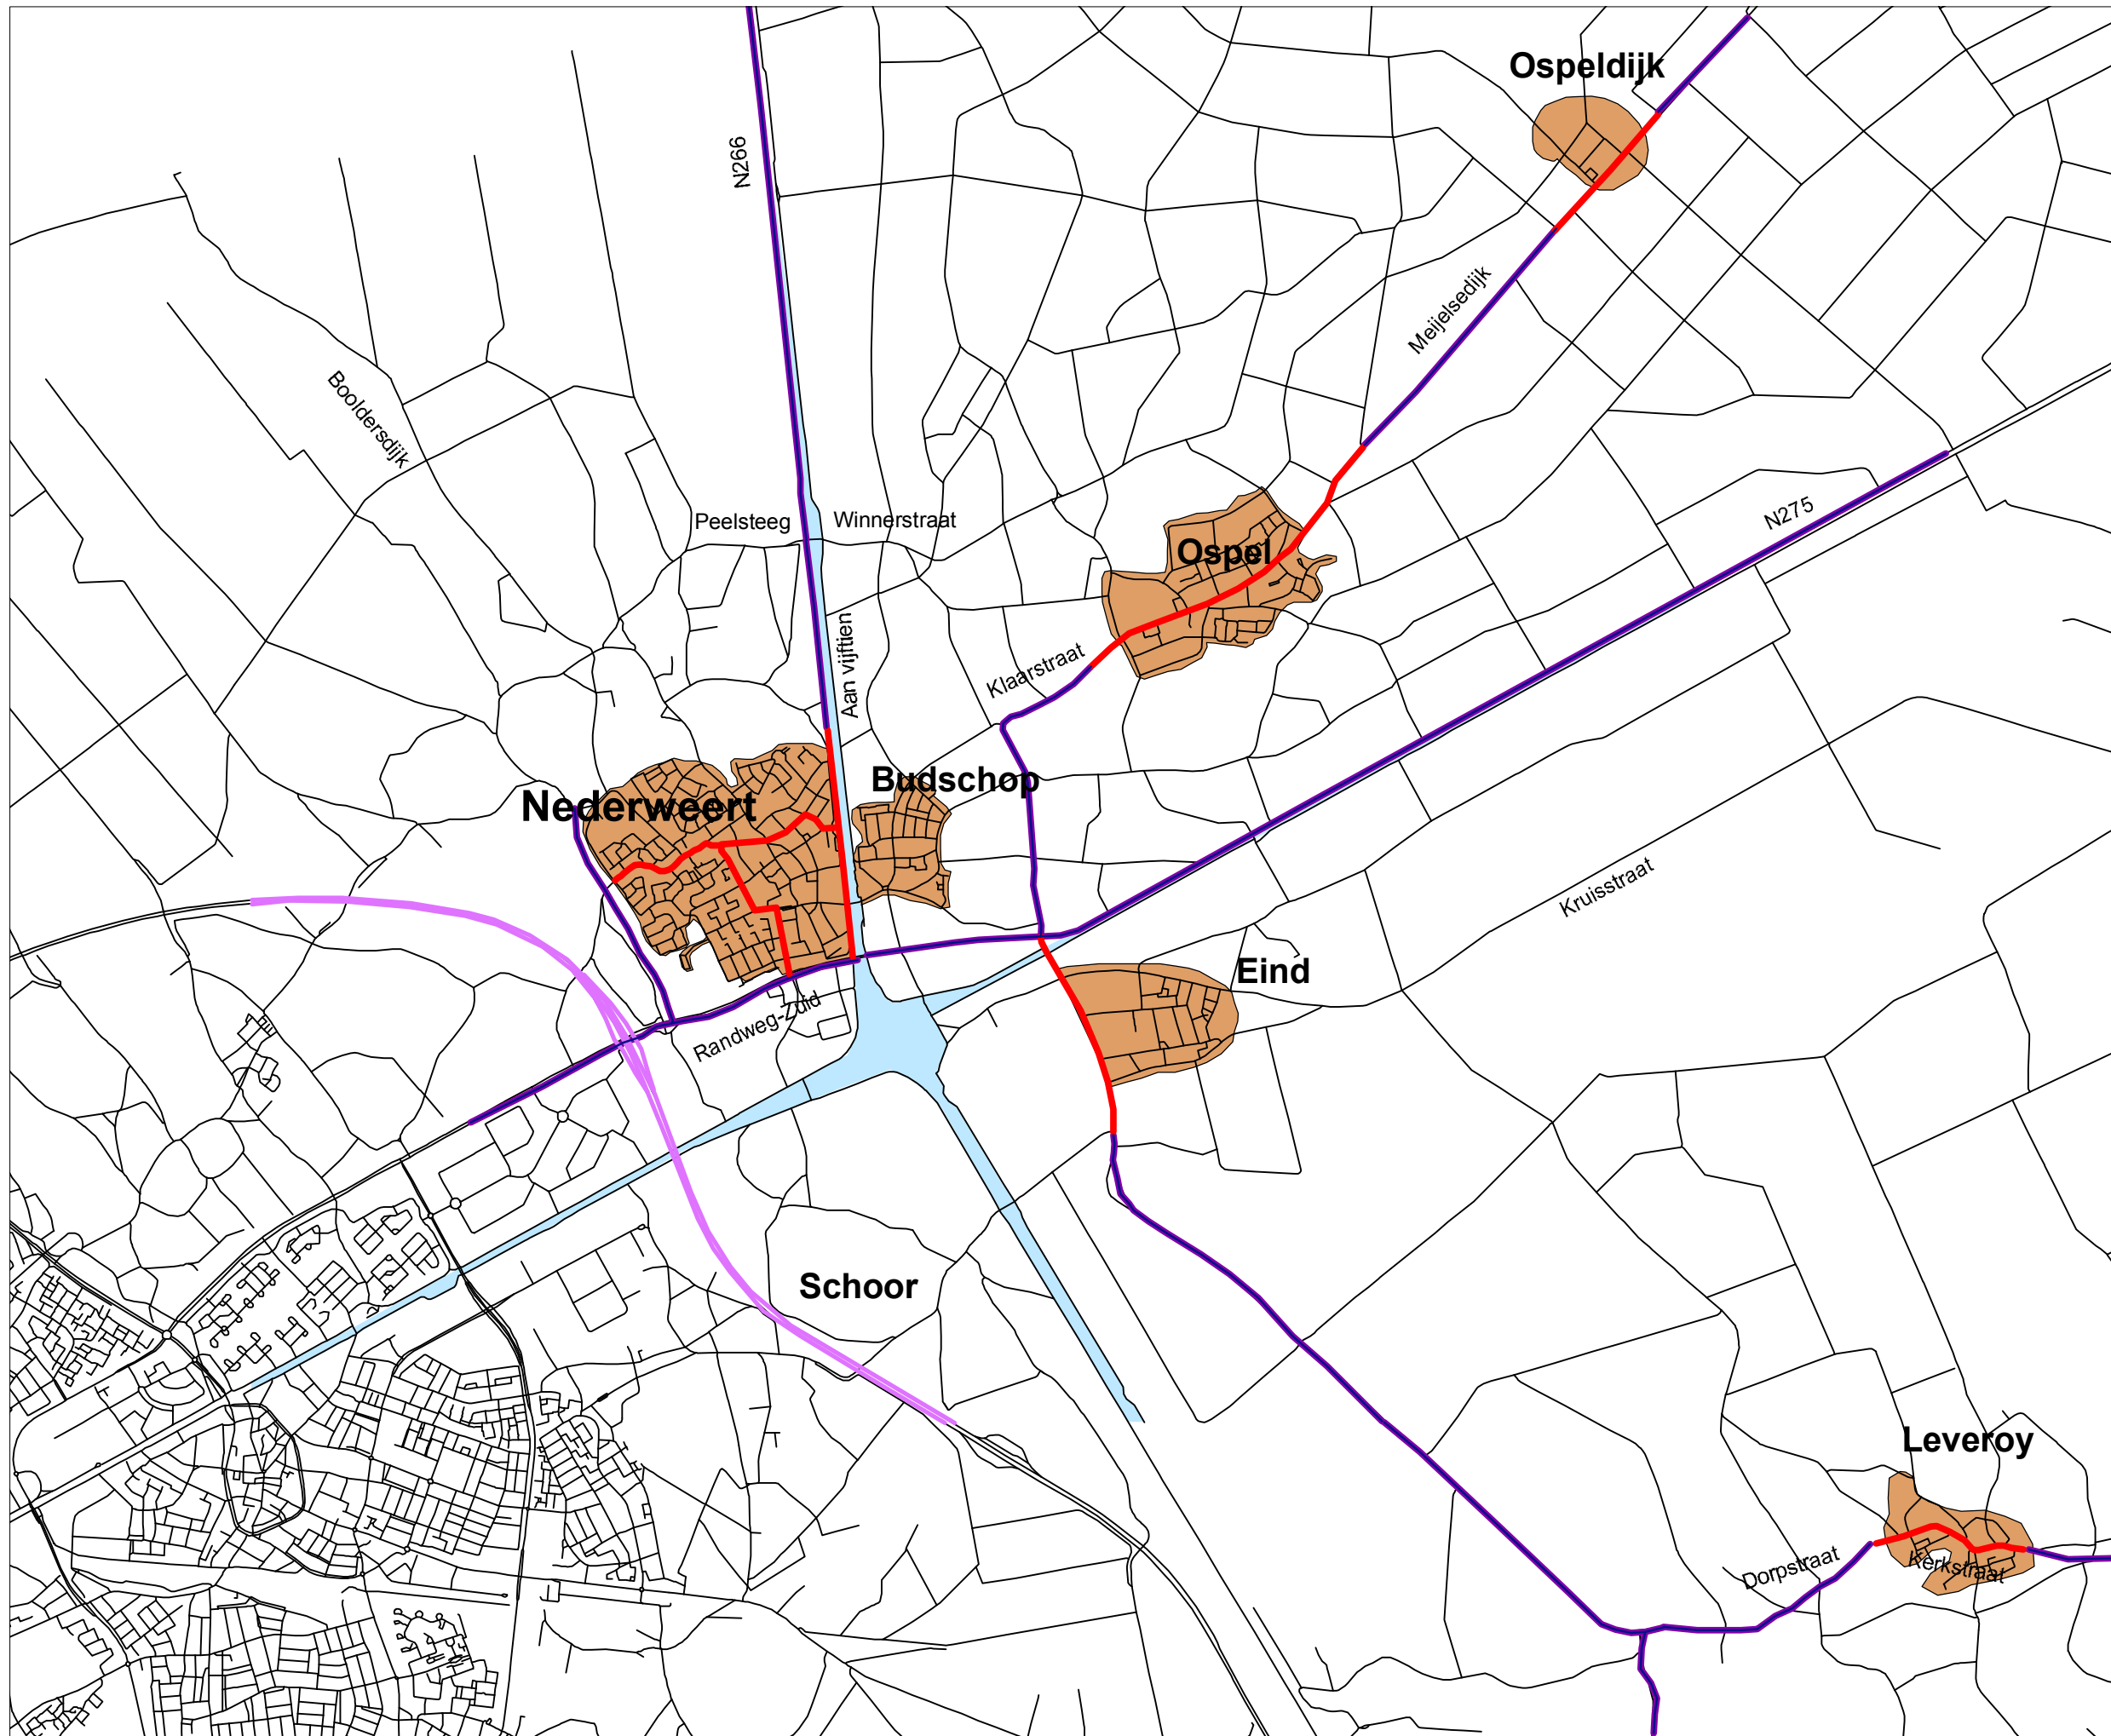 Ospeldijk
N266
Meijelsedijk
Booldersdijk
Peelsteeg
Winnerstraat
N275
Ospel
Aan vijftien
Klaarstraat
Budschop
Nederweert
Kruisstraat
Eind
Randweg-Zuid
Schoor
Leveroy
Dorpstraat
Kerkstraat